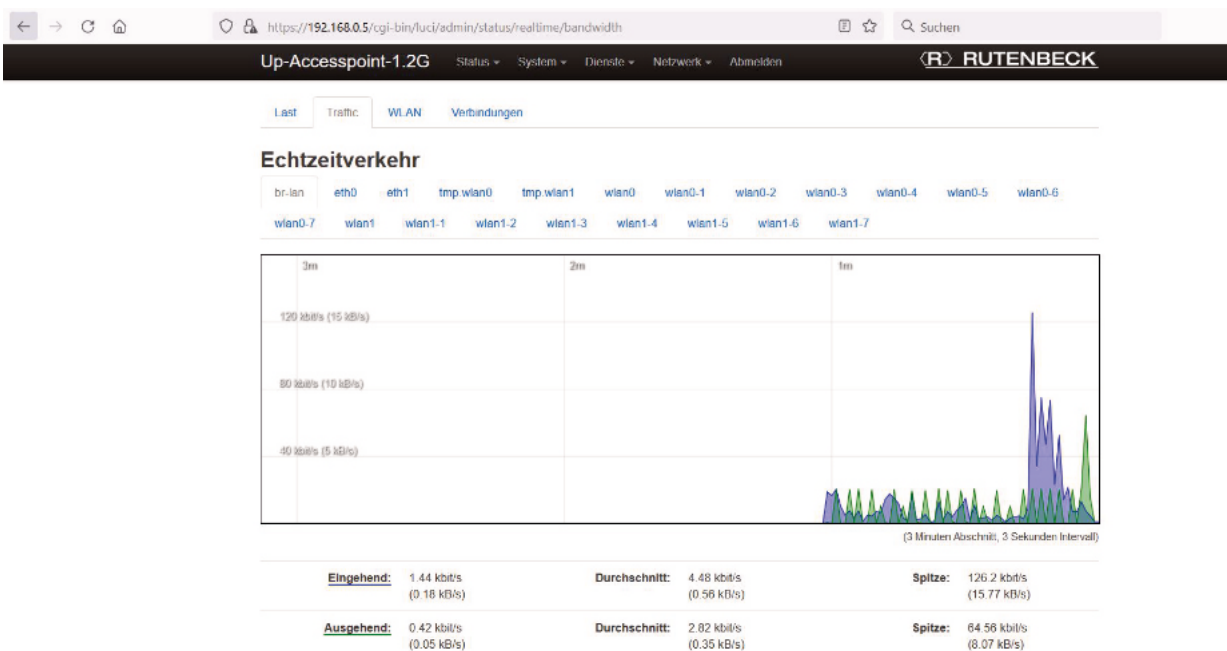 https://192.168.0.5/cgi-bin/luci/admin/status/realtime/bandwidth
Suchen
Up-Accesspoint-1.2G Status System Dienste Netzwerk Abmelden (R) RUTENBECK
Last Traffic WLAN Verbindungen
Echtzeitverkehr
br-lan eth0 eth1 tmp.wlan0 tmp.wlan1 wlan0 wlan0-1 wlan0-2 wlan0-3 wlan0-4 wlan0-5 wlan0-6
wlan0-7 wlan1 wlan1-1 wlan1-2 wlan1-3 wlan1-4 wlan1-5 wlan1-6 wlan1-7
3m 2m 1m
120 kbit/s (15 kB/s)
80 kbit/s (10 kB/s)
40 kbit/s (5 kB/s)
(3 Minuten Abschnitt, 3 Sekunden Intervall)
Eingehend: 1.44 kbit/s Durchschnitt: 4.48 kbit/s Spitze: 126.2 kbit/s
(0.18 kB/s) (0.56 kB/s) (15.77 kB/s)
Ausgehend: 0.42 kbit/s Durchschnitt: 2.82 kbit/s Spitze: 64.56 kbit/s
(0.05 kB/s) (0.35 kB/s) (8.07 kB/s)